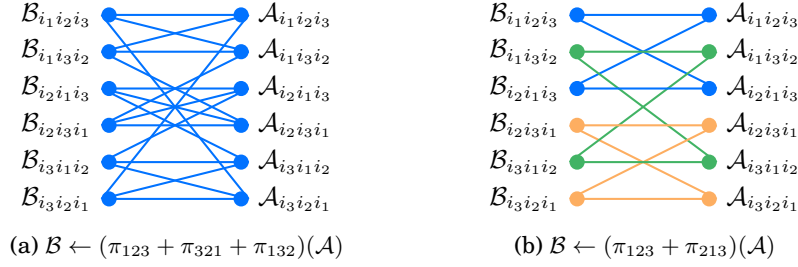 B_{i_1 i_2 i_3} A_{i_1 i_2 i_3} B_{i_1 i_2 i_3} A_{i_1 i_2 i_3}
B_{i_1 i_3 i_2} A_{i_1 i_3 i_2} B_{i_1 i_3 i_2} A_{i_1 i_3 i_2}
B_{i_2 i_1 i_3} A_{i_2 i_1 i_3} B_{i_2 i_1 i_3} A_{i_2 i_1 i_3}
B_{i_2 i_3 i_1} A_{i_2 i_3 i_1} B_{i_2 i_3 i_1} A_{i_2 i_3 i_1}
B_{i_3 i_1 i_2} A_{i_3 i_1 i_2} B_{i_3 i_1 i_2} A_{i_3 i_1 i_2}
B_{i_3 i_2 i_1} A_{i_3 i_2 i_1} B_{i_3 i_2 i_1} A_{i_3 i_2 i_1}
(a) B ← (π_{123} + π_{321} + π_{132})(A) (b) B ← (π_{123} + π_{213})(A)